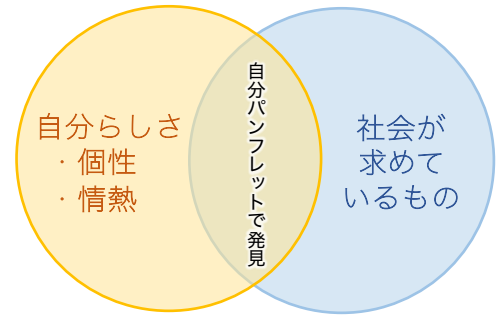 自分らしさ
・個性
・情熱
自分パンフレットで発見
社会が
求めて
いるもの